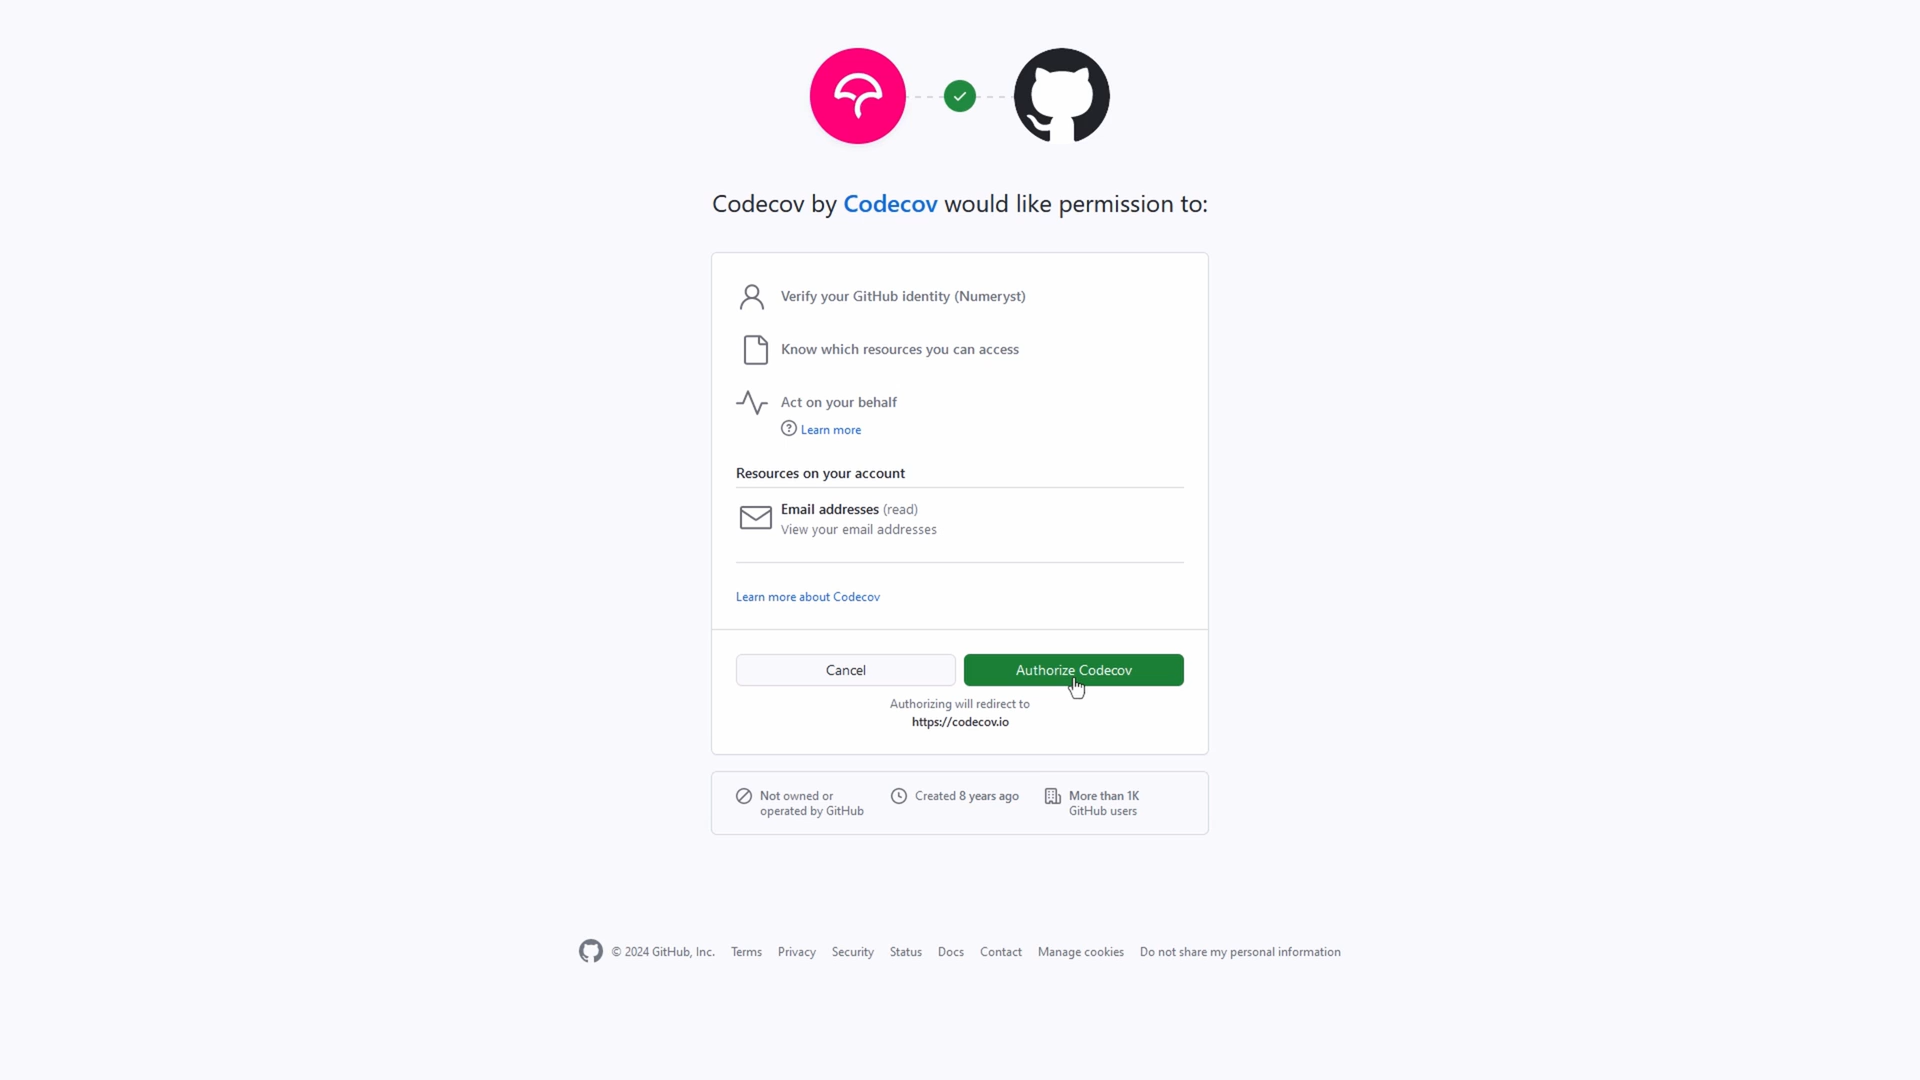 Codecov by Codecov would like permission to:
Verify your GitHub identity (Numeryst)
Know which resources you can access
Act on your behalf
Learn more
Resources on your account
Email addresses (read)
View your email addresses
Learn more about Codecov
Cancel
Authorize Codecov
Authorizing will redirect to
https://codecov.io
Not owned or
operated by GitHub
Created 8 years ago
More than 1K
GitHub users
© 2024 GitHub, Inc.
Terms
Privacy
Security
Status
Docs
Contact
Manage cookies
Do not share my personal information